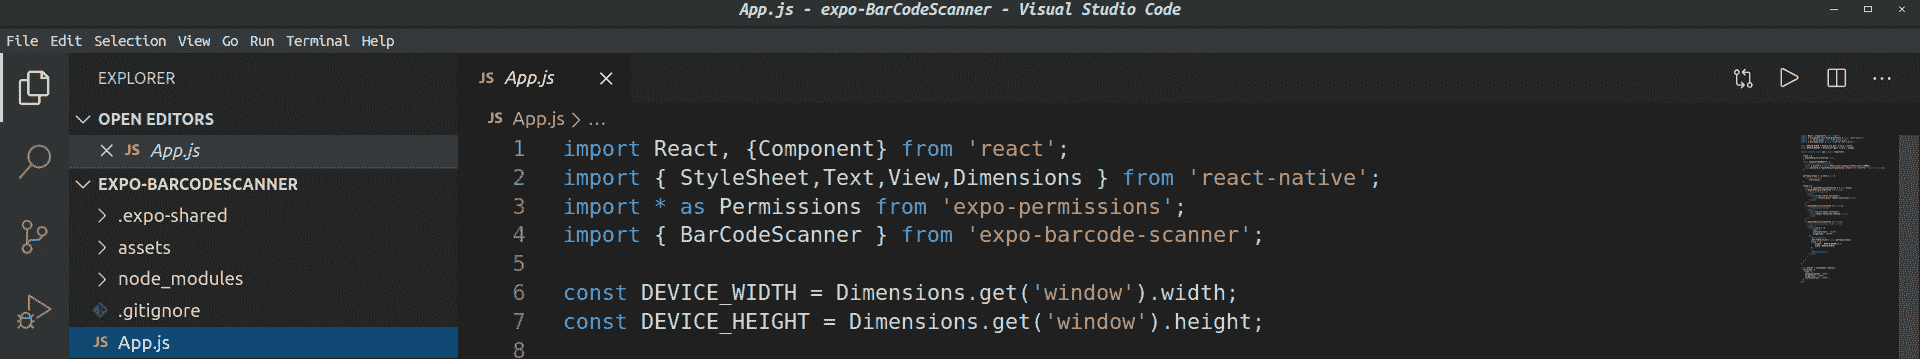 App.js - expo-BarCodeScanner - Visual Studio Code
File Edit Selection View Go Run Terminal Help
EXPLORER
OPEN EDITORS
JS App.js
EXPO-BARCODESCANNER
.expo-shared
assets
node_modules
.gitignore
JS App.js
JS App.js
JS App.js > ...
1 import React, {Component} from 'react';
2 import { StyleSheet,Text,View,Dimensions } from 'react-native';
3 import * as Permissions from 'expo-permissions';
4 import { BarCodeScanner } from 'expo-barcode-scanner';
5
6 const DEVICE_WIDTH = Dimensions.get('window').width;
7 const DEVICE_HEIGHT = Dimensions.get('window').height;
8